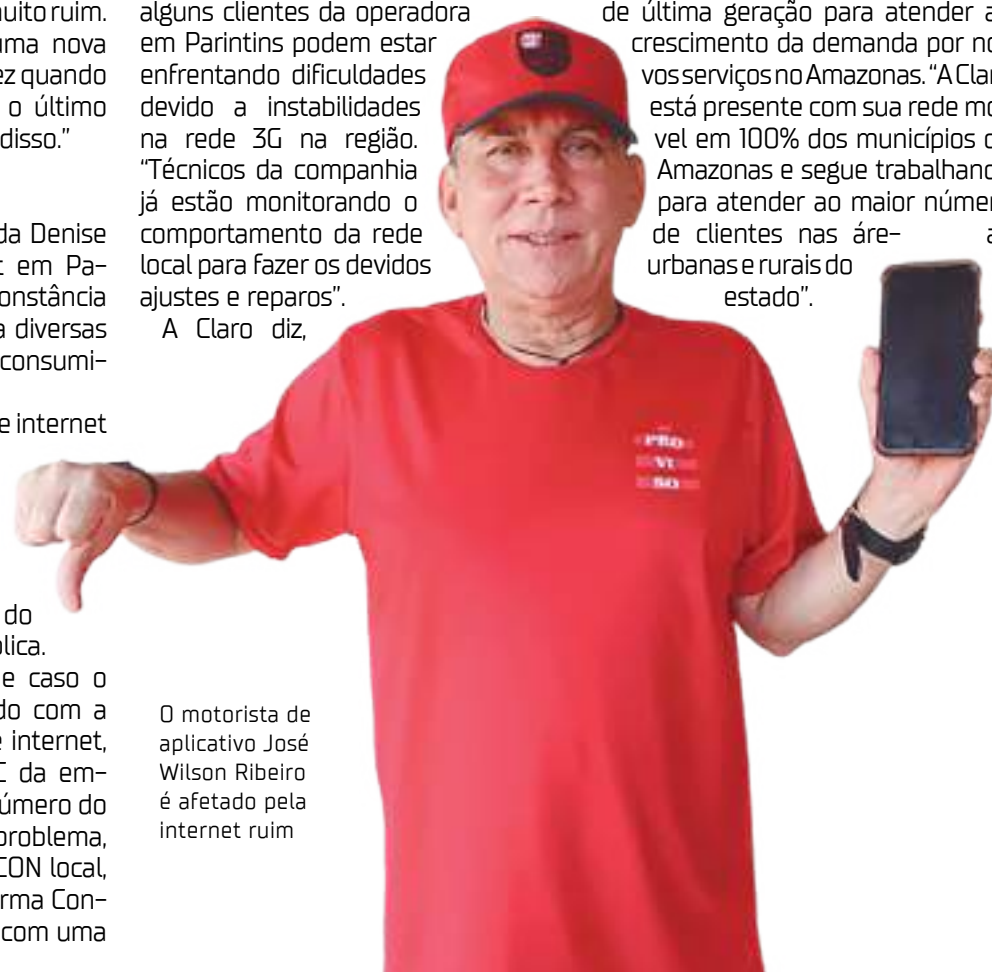 muito ruim.
uma nova
ez quando
o último
disso."
da Denise
em Pa-
onstância
a diversas
consumi-
e internet
do
lica.
e caso o
do com a
e internet,
C da em-
úmero do
problema,
CON local,
rma Con-
com uma
alguns clientes da operadora
em Parintins podem estar
enfrentando dificuldades
devido a instabilidades
na rede 3G na região.
“Técnicos da companhia
já estão monitorando o
comportamento da rede
local para fazer os devidos
ajustes e reparos”.
A Claro diz,
O motorista de
aplicativo José
Wilson Ribeiro
é afetado pela
internet ruim
de última geração para atender a
crescimento da demanda por no
vos serviços no Amazonas. “A Clar
está presente com sua rede mó
vel em 100% dos municípios d
Amazonas e segue trabalhand
para atender ao maior númer
de clientes nas áre- a
urbanas e rurais do
estado”.
PRO
VI
SO